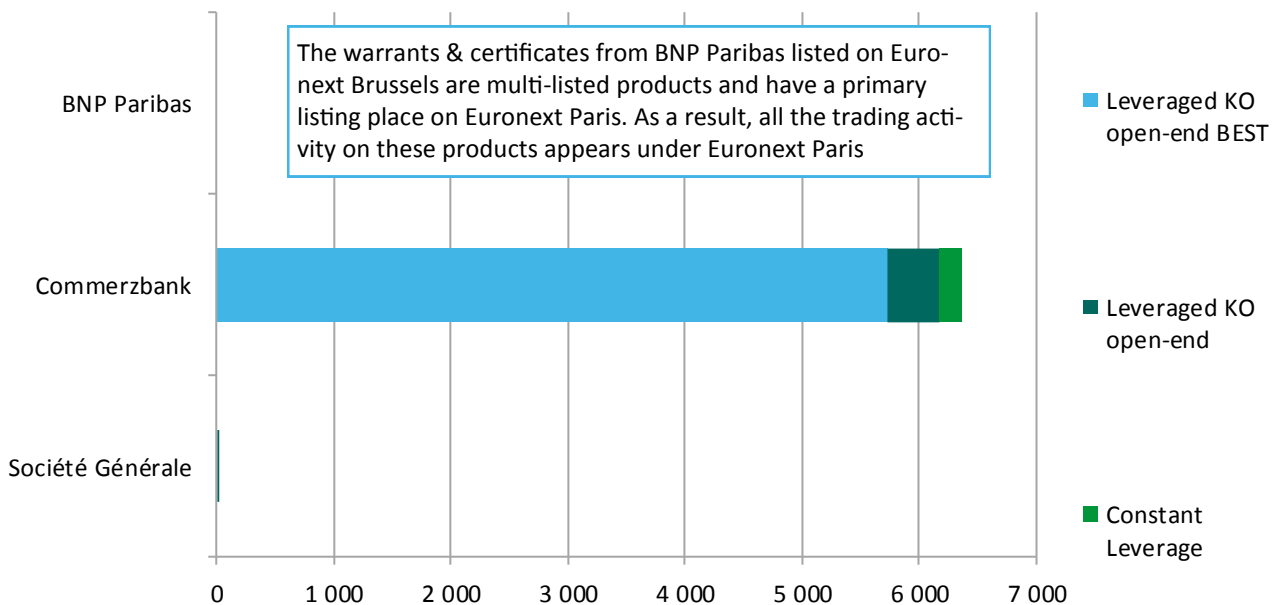 The warrants & certificates from BNP Paribas listed on Euro-
next Brussels are multi-listed products and have a primary
listing place on Euronext Paris. As a result, all the trading acti-
vity on these products appears under Euronext Paris
BNP Paribas
Commerzbank
Société Générale
0 1 000 2 000 3 000 4 000 5 000 6 000 7 000
Leveraged KO
open-end BEST
Leveraged KO
open-end
Constant
Leverage